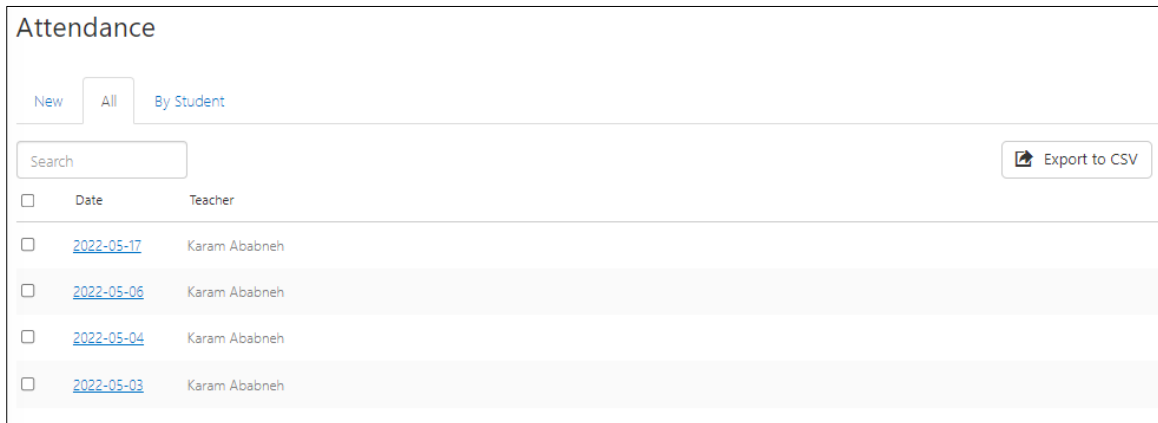 Attendance
New All By Student
Search Export to CSV
Date Teacher
2022-05-17 Karam Ababneh
2022-05-06 Karam Ababneh
2022-05-04 Karam Ababneh
2022-05-03 Karam Ababneh